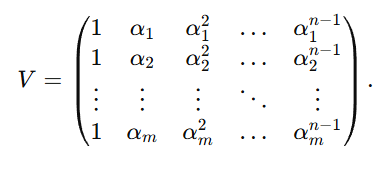 V = \begin{pmatrix} 1 & \alpha_1 & \alpha_1^2 & \dots & \alpha_1^{n-1} \\ 1 & \alpha_2 & \alpha_2^2 & \dots & \alpha_2^{n-1} \\ \vdots & \vdots & \vdots & \ddots & \vdots \\ 1 & \alpha_m & \alpha_m^2 & \dots & \alpha_m^{n-1} \end{pmatrix}.